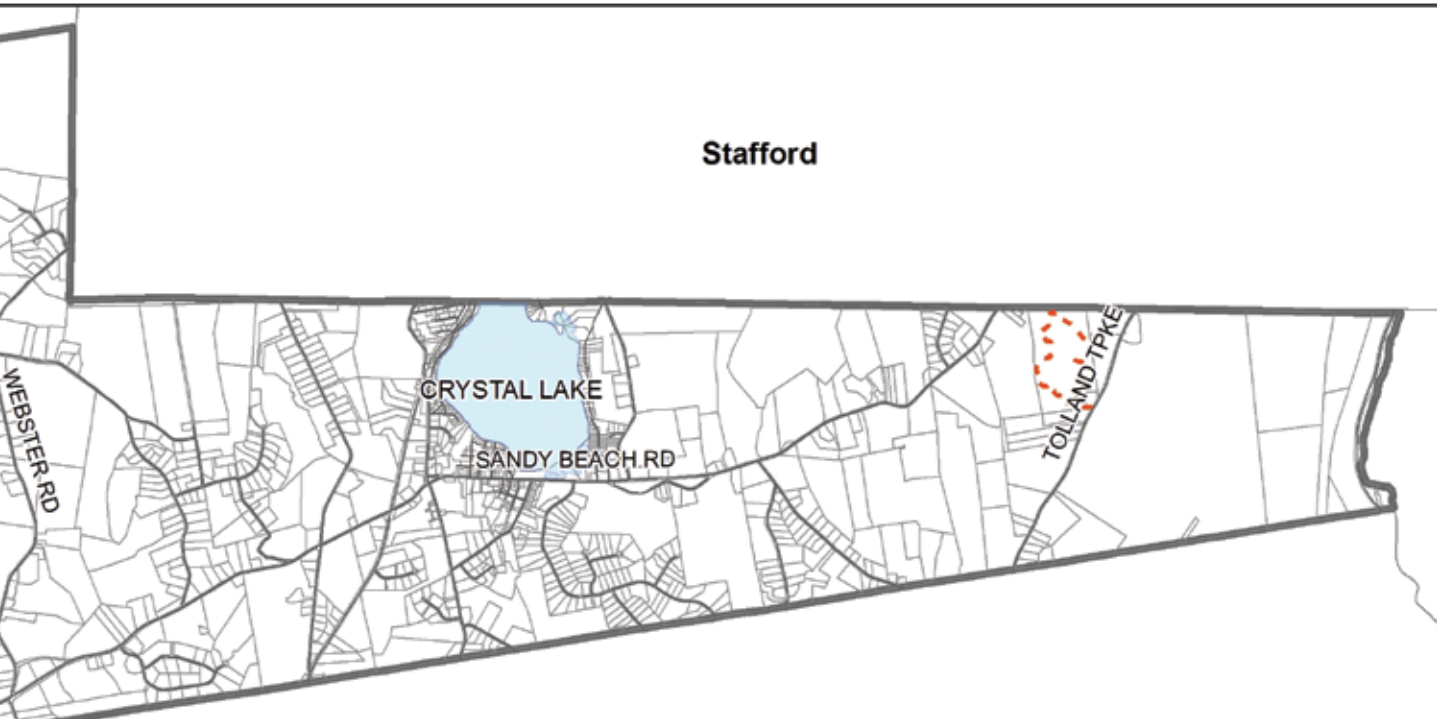 Stafford
TOLLAND TPKE
WEBSTER RD
CRYSTAL LAKE
SANDY BEACH RD